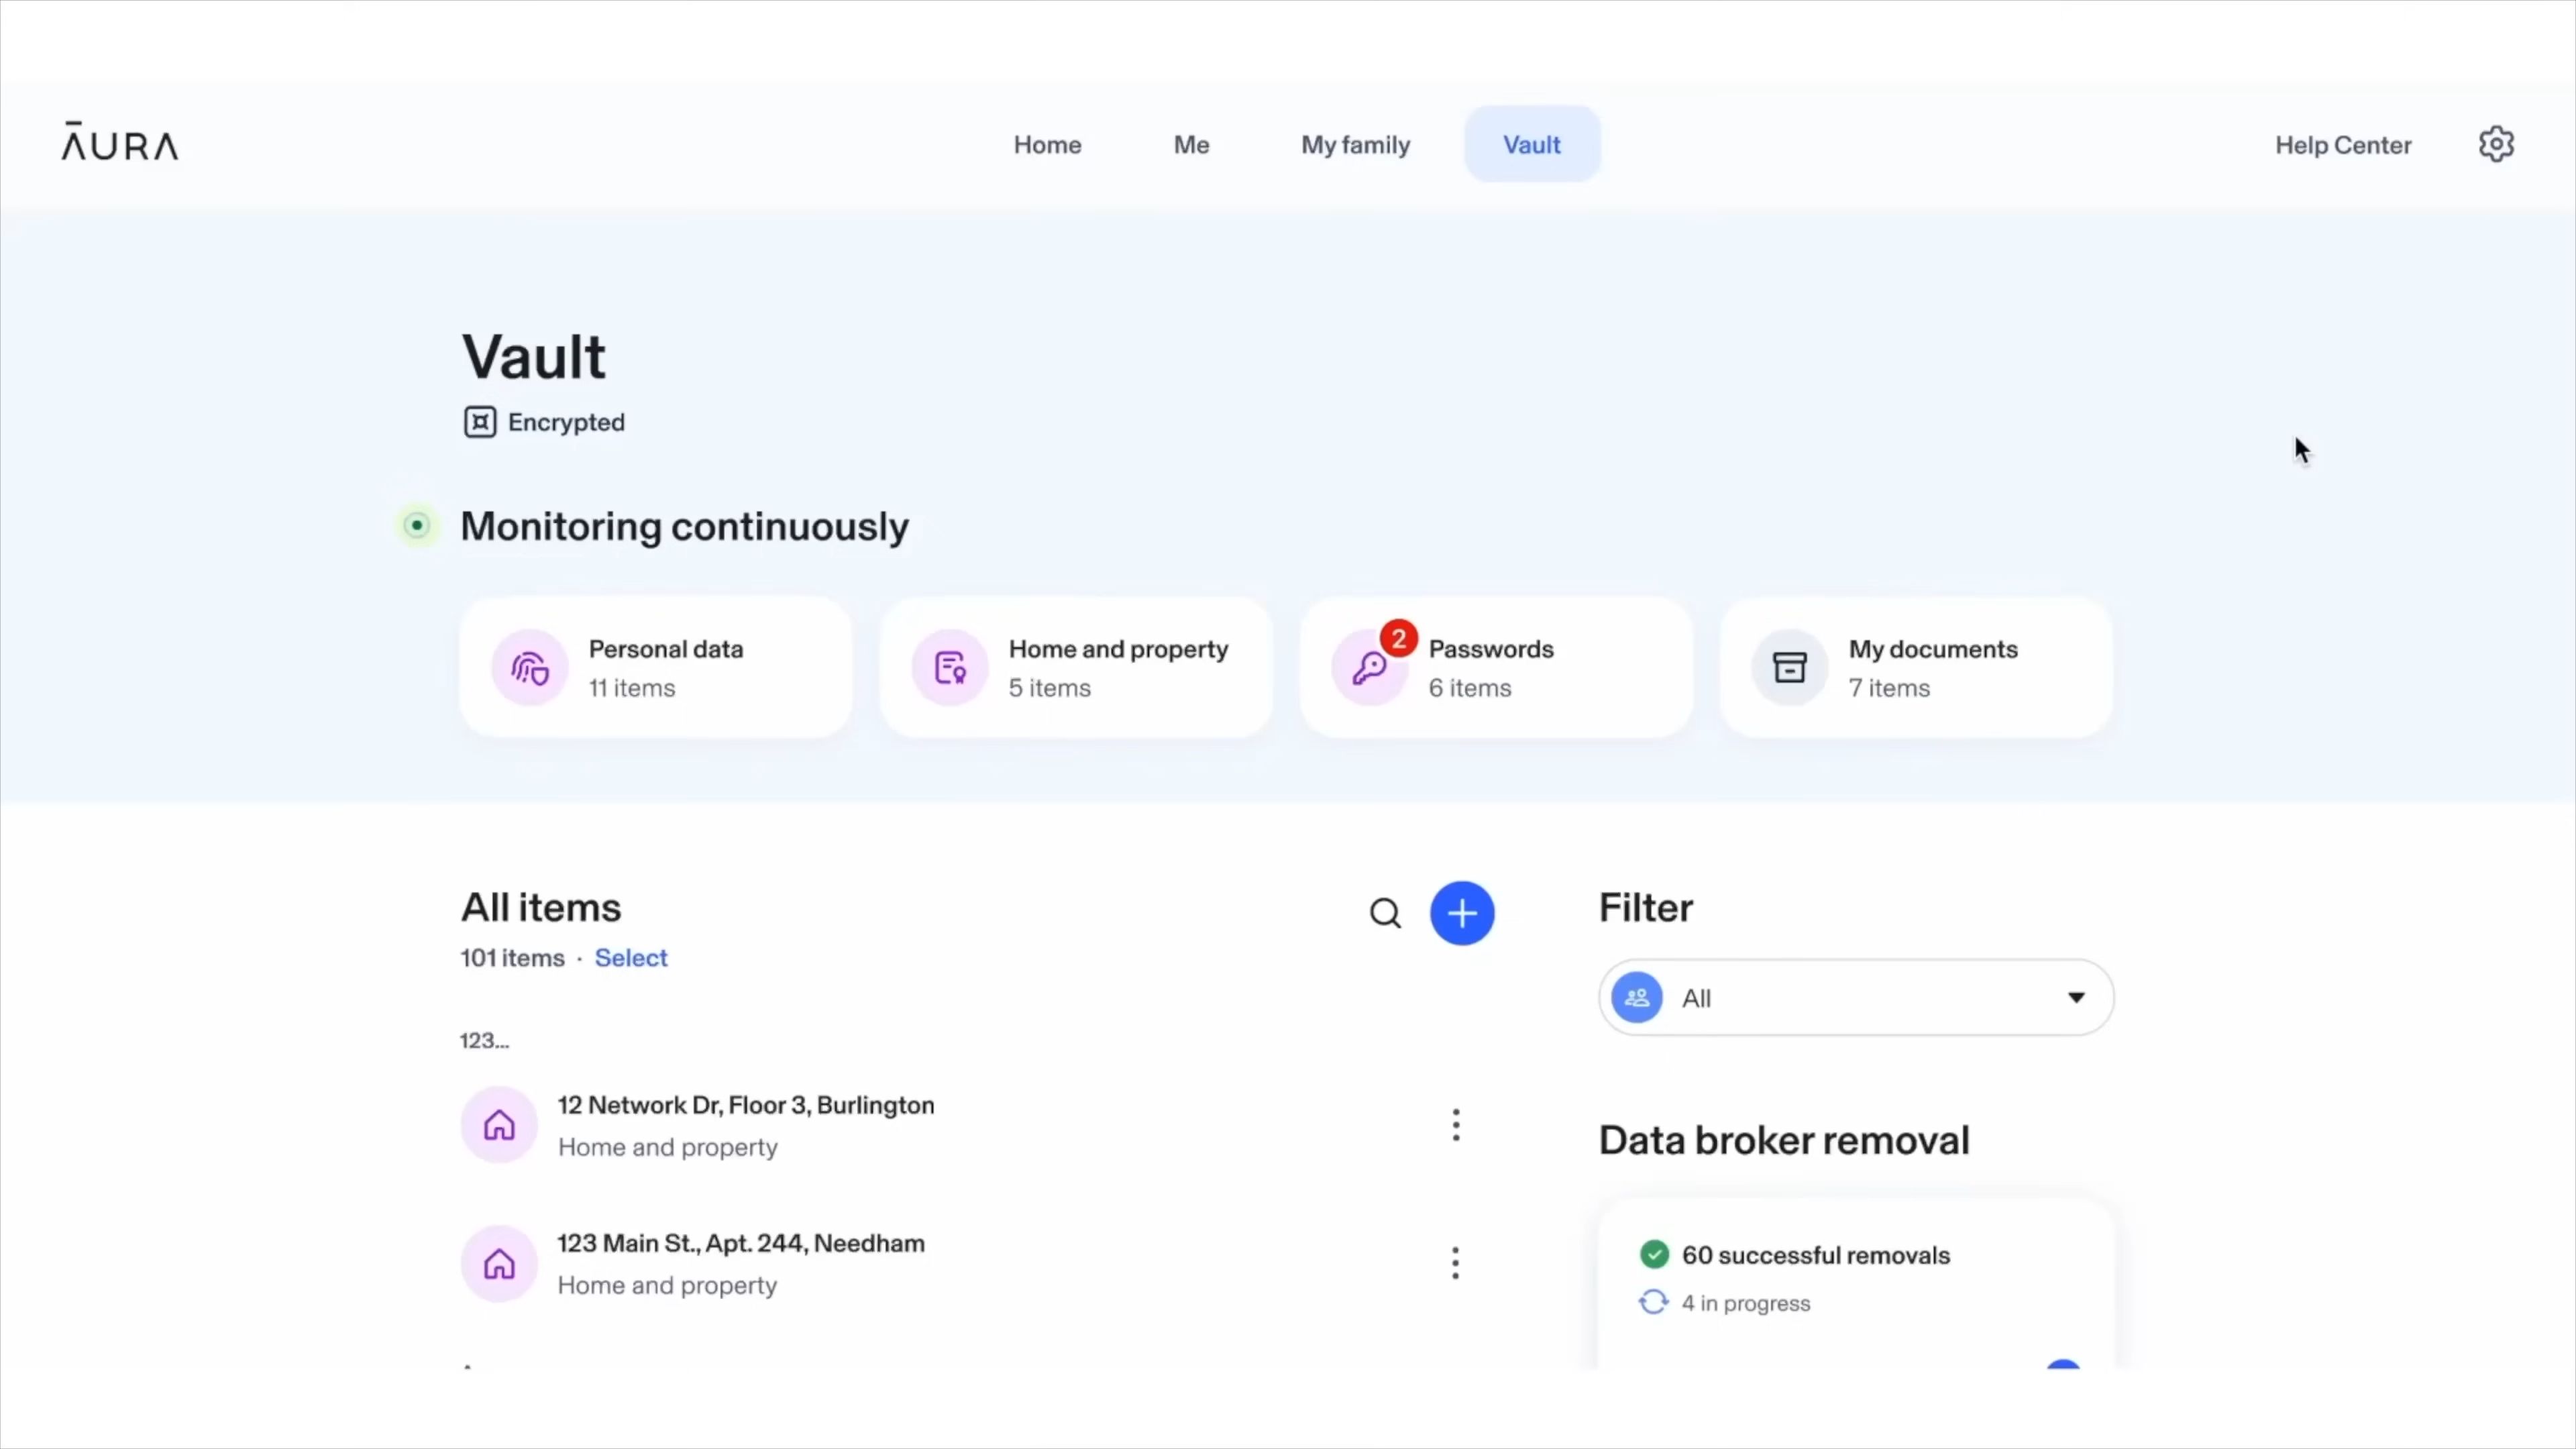 ĀURA
Home
Me
My family
Vault
Help Center
Vault
Encrypted
Monitoring continuously
Personal data
11 items
Home and property
5 items
2
Passwords
6 items
My documents
7 items
All items
101 items · Select
123...
12 Network Dr, Floor 3, Burlington
Home and property
123 Main St., Apt. 244, Needham
Home and property
Filter
All
Data broker removal
60 successful removals
4 in progress